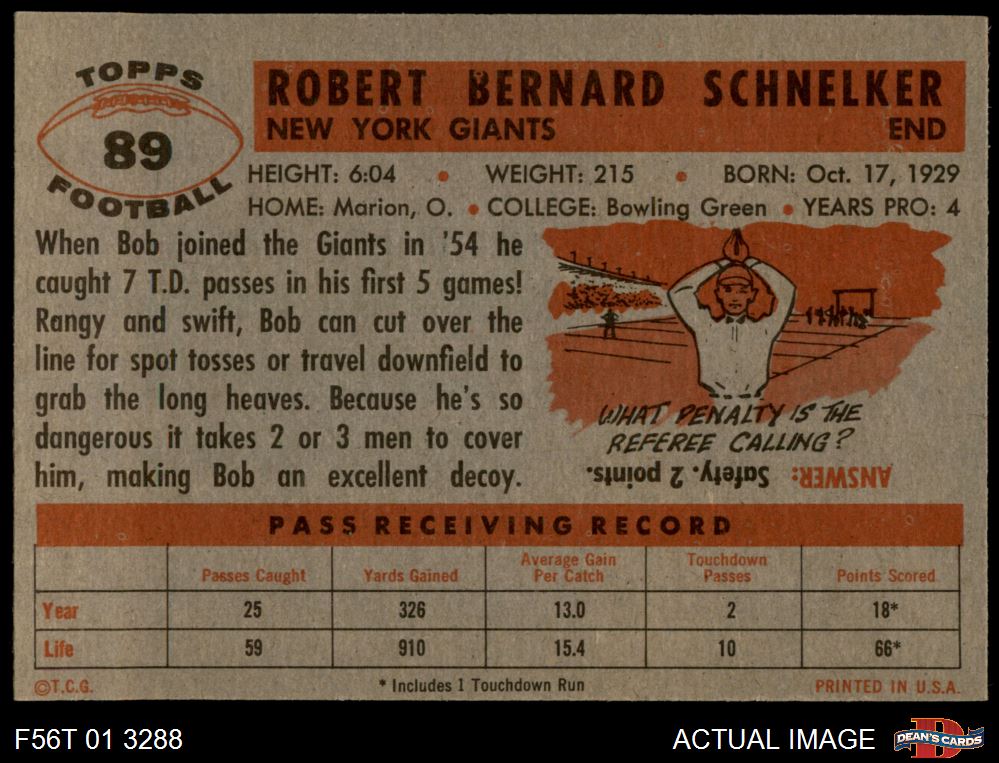 TOPPS
89
FOOTBALL
ROBERT BERNARD SCHNELKER
NEW YORK GIANTS END
HEIGHT: 6:04 • WEIGHT: 215 • BORN: Oct. 17, 1929
HOME: Marion, O. • COLLEGE: Bowling Green • YEARS PRO: 4
When Bob joined the Giants in '54 he
caught 7 T.D. passes in his first 5 games!
Rangy and swift, Bob can cut over the
line for spot tosses or travel downfield to
grab the long heaves. Because he's so
dangerous it takes 2 or 3 men to cover
him, making Bob an excellent decoy.
WHAT PENALTY IS THE
REFEREE CALLING?
ANSWER: Safety. 2 points.
PASS RECEIVING RECORD
Passes Caught Yards Gained Average Gain Per Catch Touchdown Passes Points Scored
Year 25 326 13.0 2 18*
Life 59 910 15.4 10 66*
©T.C.G. * Includes 1 Touchdown Run PRINTED IN U.S.A.
F56T 01 3288 ACTUAL IMAGE DEAN'S CARDS